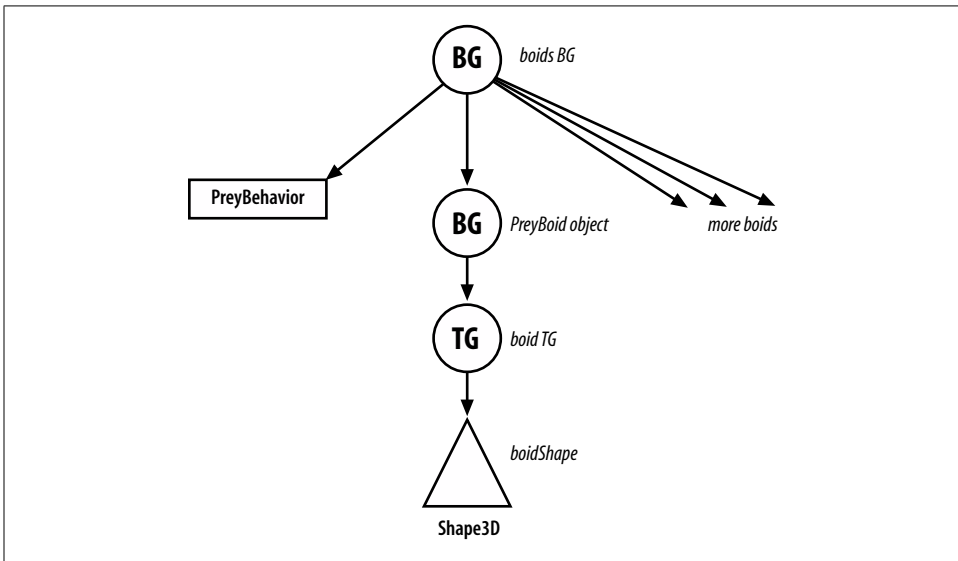 BG
boids BG
PreyBehavior
BG
PreyBoid object
more boids
TG
boid TG
boidShape
Shape3D